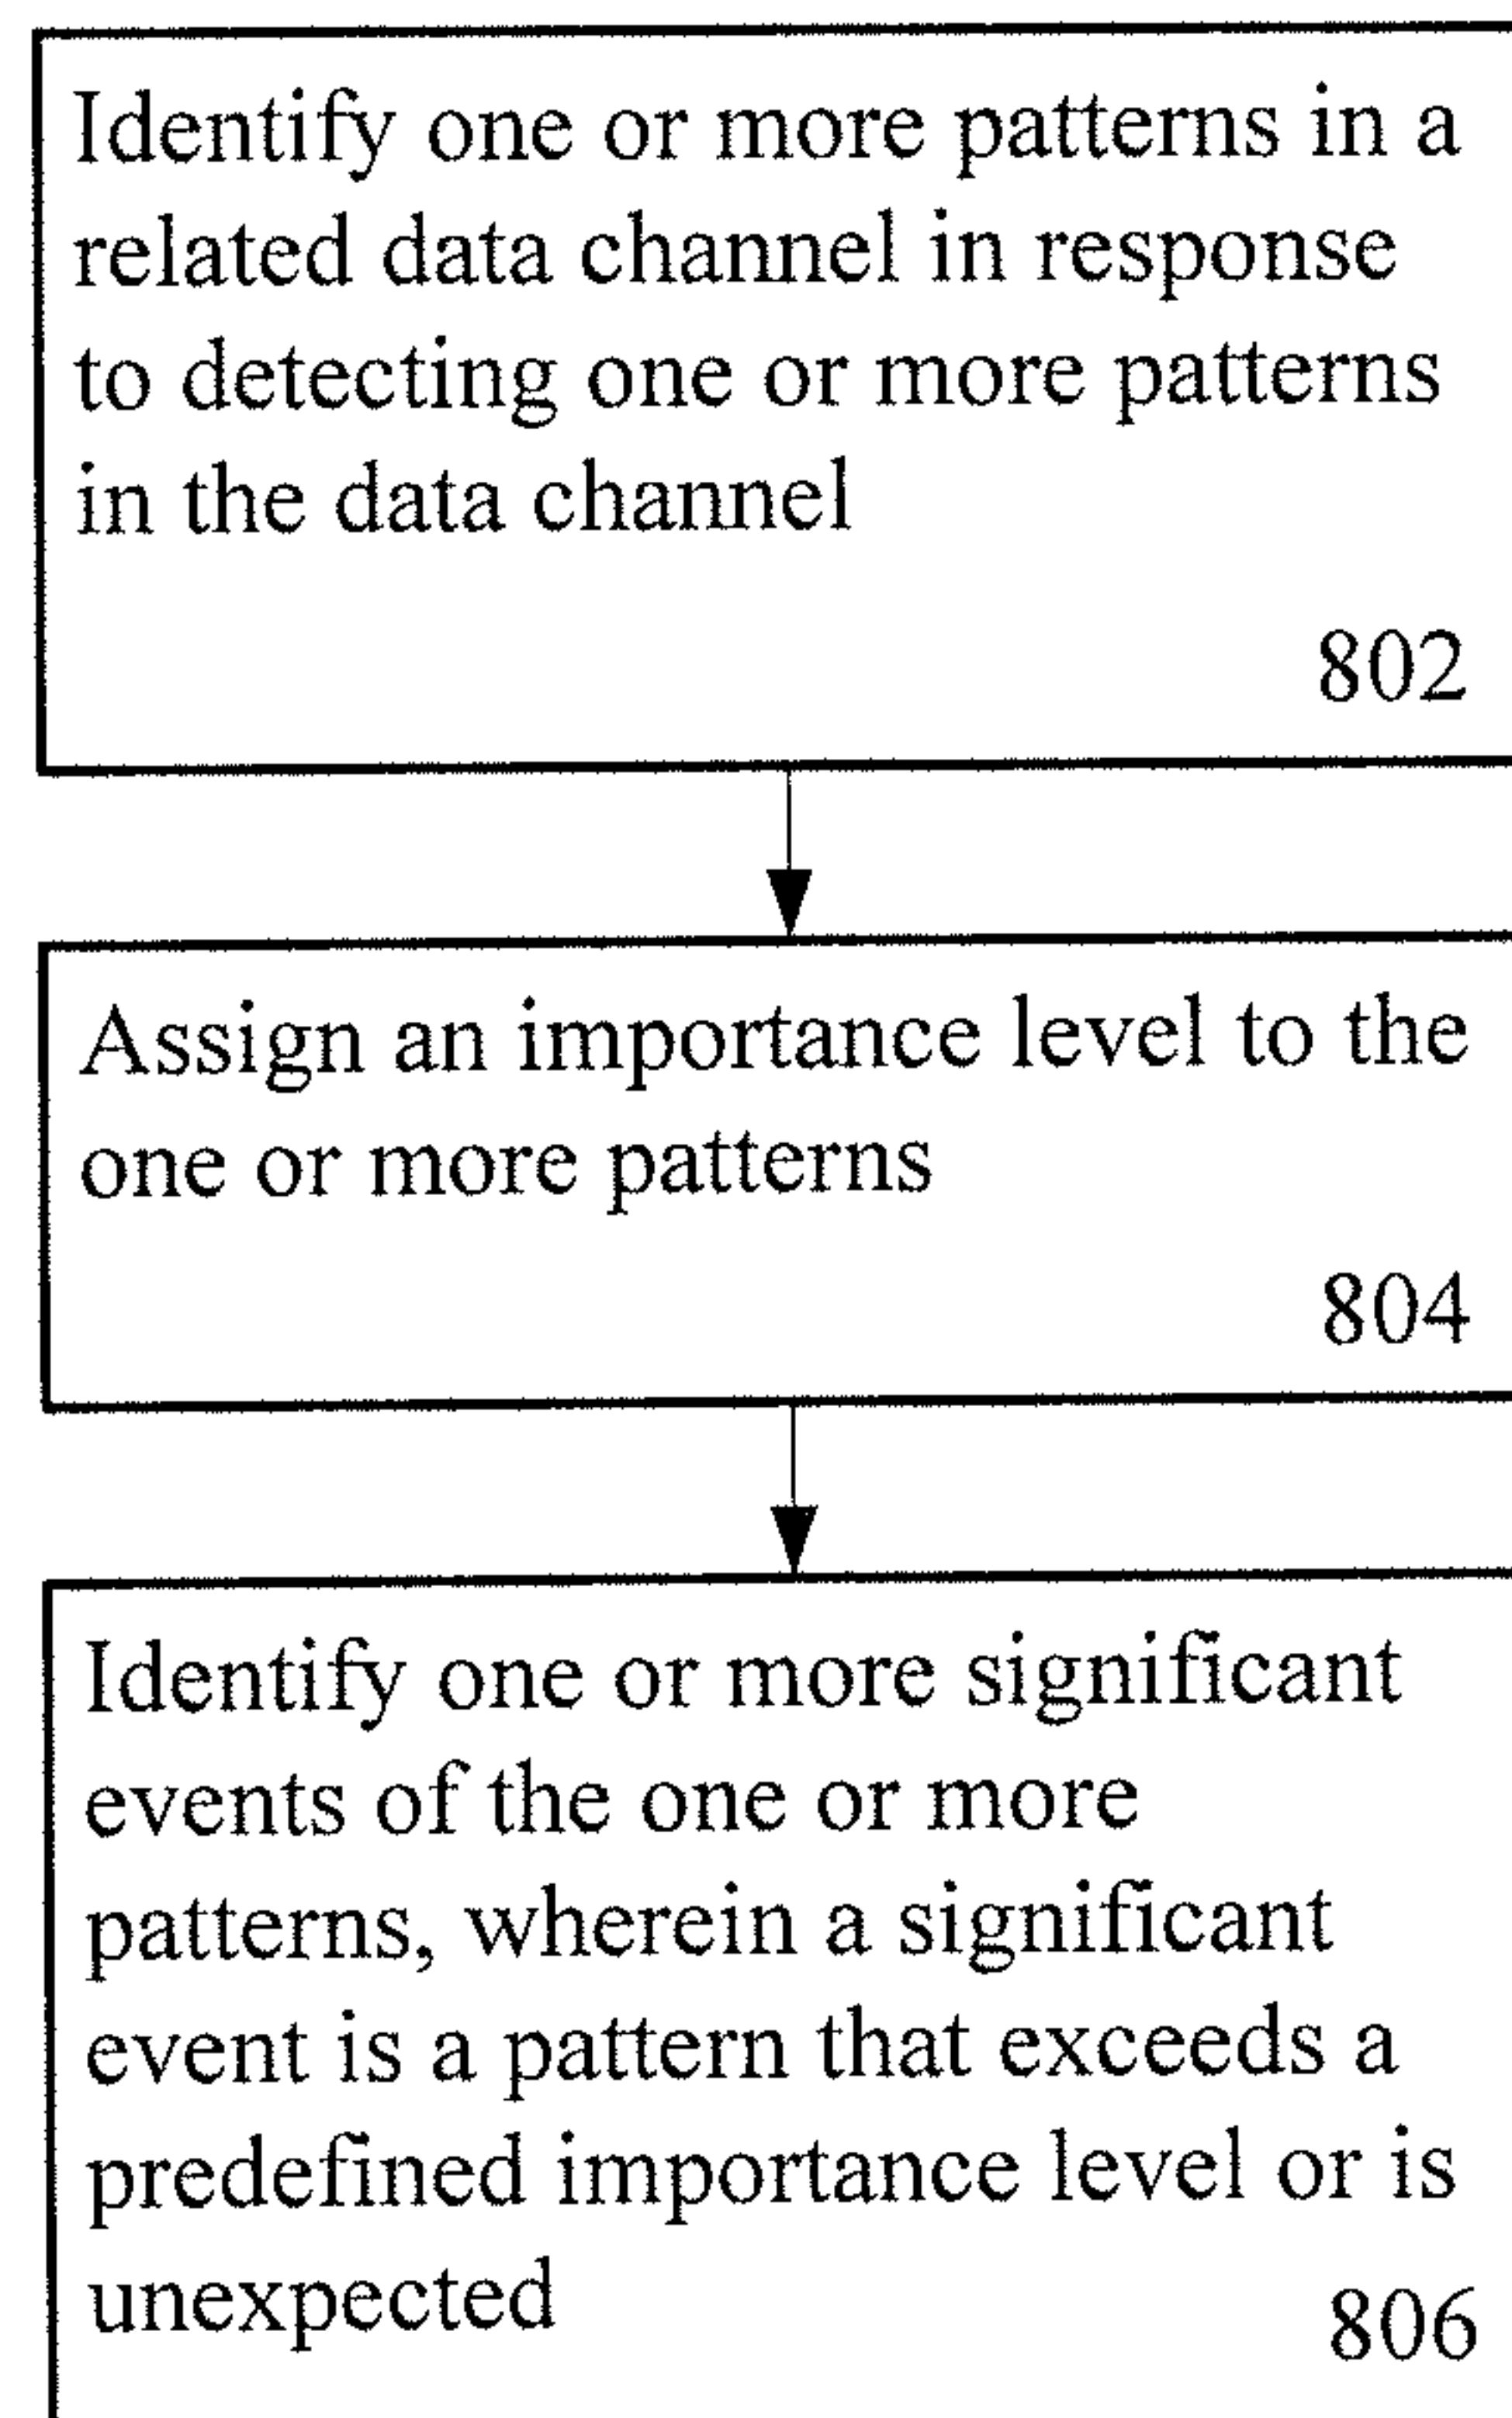 Identify one or more patterns in a
related data channel in response
to detecting one or more patterns
in the data channel
802
Assign an importance level to the
one or more patterns
804
Identify one or more significant
events of the one or more
patterns, wherein a significant
event is a pattern that exceeds a
predefined importance level or is
unexpected
806